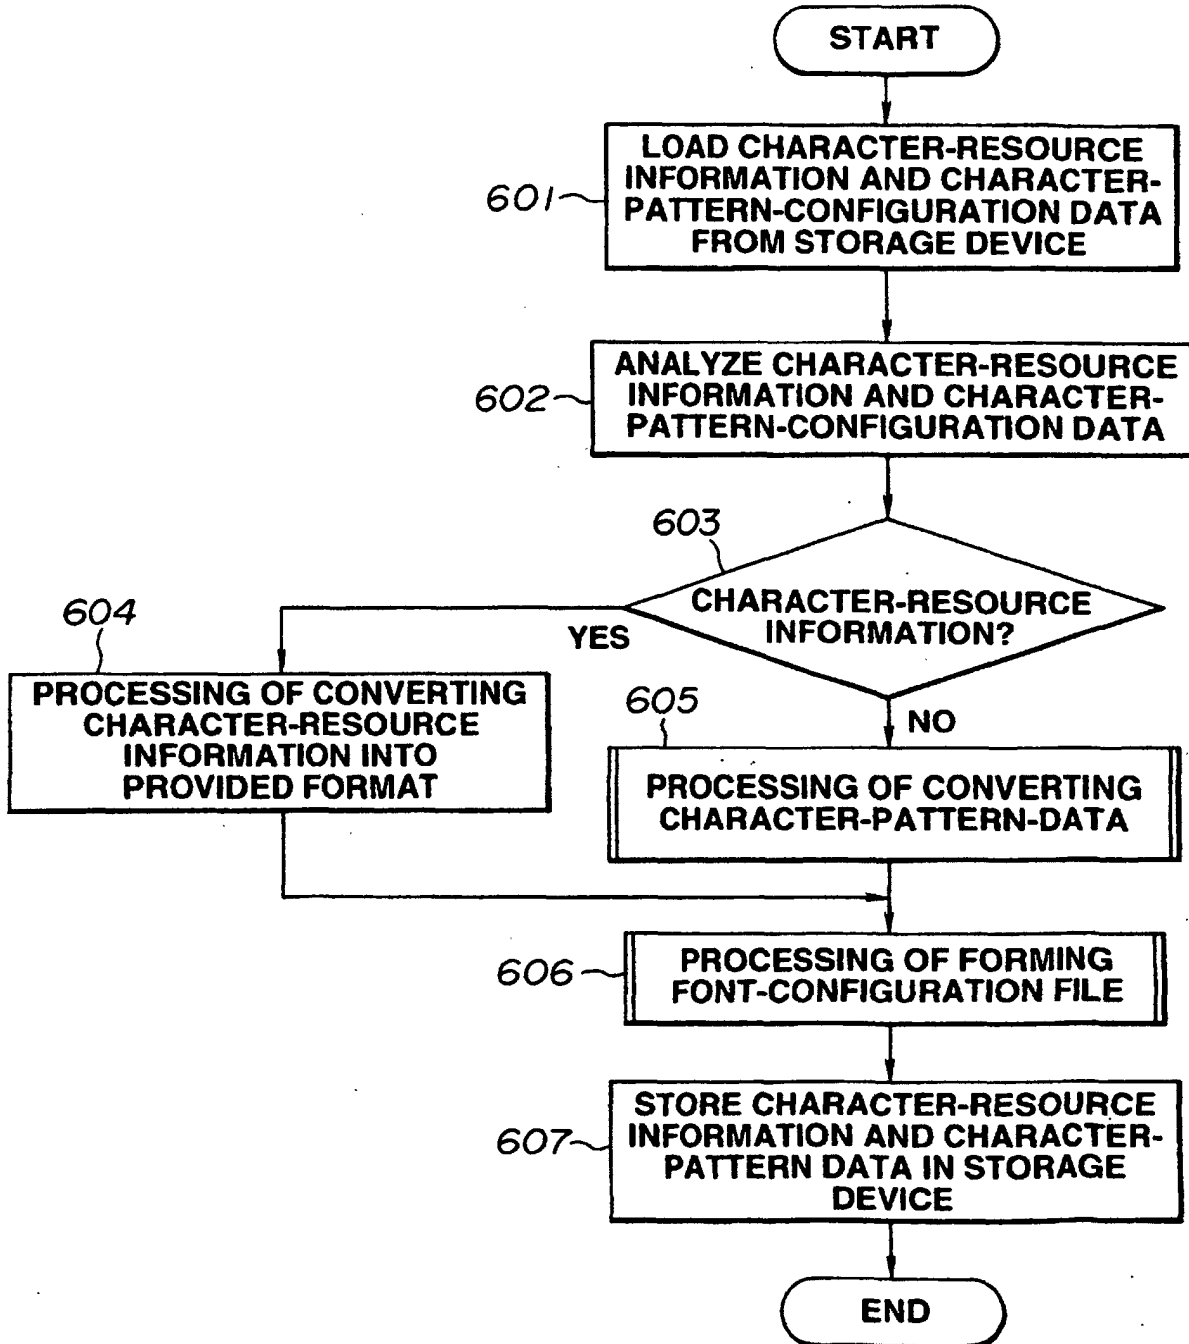 START
LOAD CHARACTER-RESOURCE
INFORMATION AND CHARACTER-
PATTERN-CONFIGURATION DATA
FROM STORAGE DEVICE
601
ANALYZE CHARACTER-RESOURCE
INFORMATION AND CHARACTER-
PATTERN-CONFIGURATION DATA
602
603
CHARACTER-RESOURCE
INFORMATION?
YES
NO
604
PROCESSING OF CONVERTING
CHARACTER-RESOURCE
INFORMATION INTO
PROVIDED FORMAT
605
PROCESSING OF CONVERTING
CHARACTER-PATTERN-DATA
606
PROCESSING OF FORMING
FONT-CONFIGURATION FILE
607
STORE CHARACTER-RESOURCE
INFORMATION AND CHARACTER-
PATTERN DATA IN STORAGE
DEVICE
END